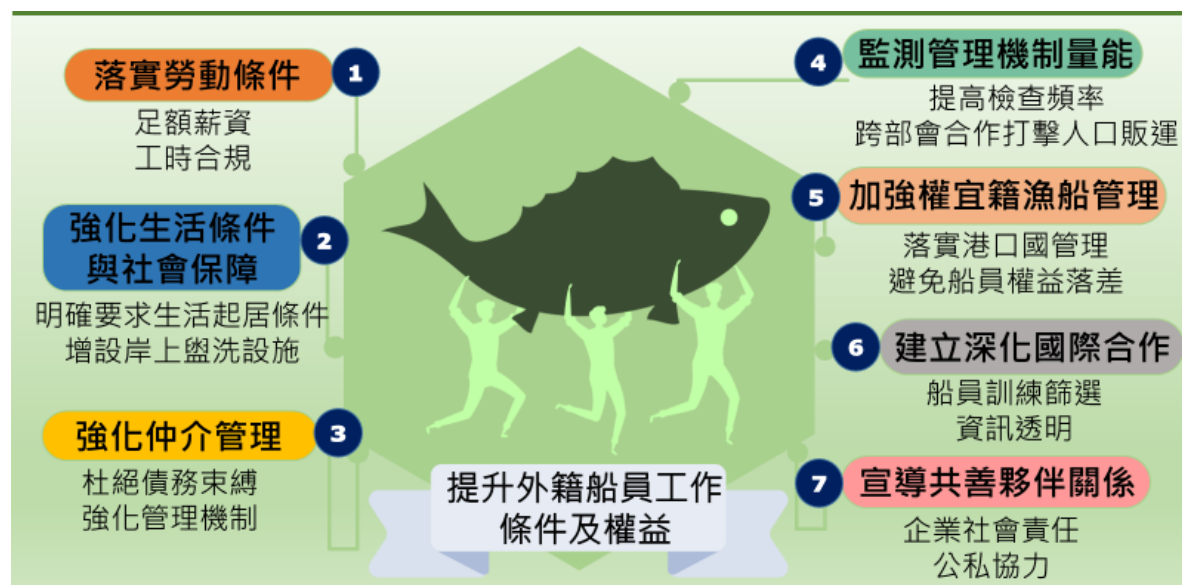 1
落實勞動條件
足額薪資
工時合規
2
強化生活條件
與社會保障
明確要求生活起居條件
增設岸上盥洗設施
3
強化仲介管理
杜絕債務束縛
強化管理機制
4
監測管理機制量能
提高檢查頻率
跨部會合作打擊人口販運
5
加強權宜籍漁船管理
落實港口國管理
避免船員權益落差
6
建立深化國際合作
船員訓練篩選
資訊透明
7
宣導共善夥伴關係
企業社會責任
公私協力
提升外籍船員工作
條件及權益